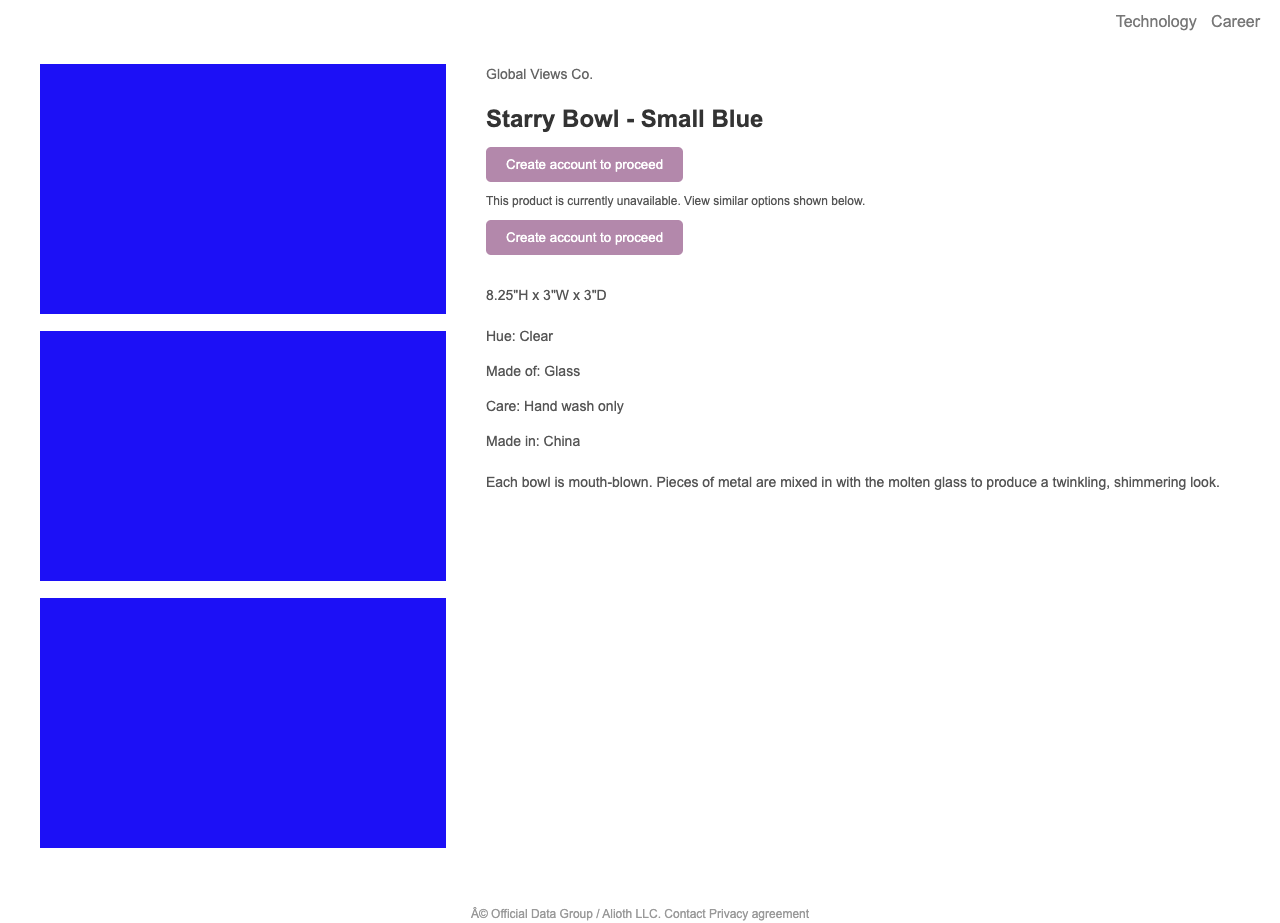 Technology Career
Global Views Co.
Starry Bowl - Small Blue
Create account to proceed
This product is currently unavailable. View similar options shown below.
Create account to proceed
8.25"H x 3"W x 3"D
Hue: Clear
Made of: Glass
Care: Hand wash only
Made in: China
Each bowl is mouth-blown. Pieces of metal are mixed in with the molten glass to produce a twinkling, shimmering look.
Â© Official Data Group / Alioth LLC. Contact Privacy agreement